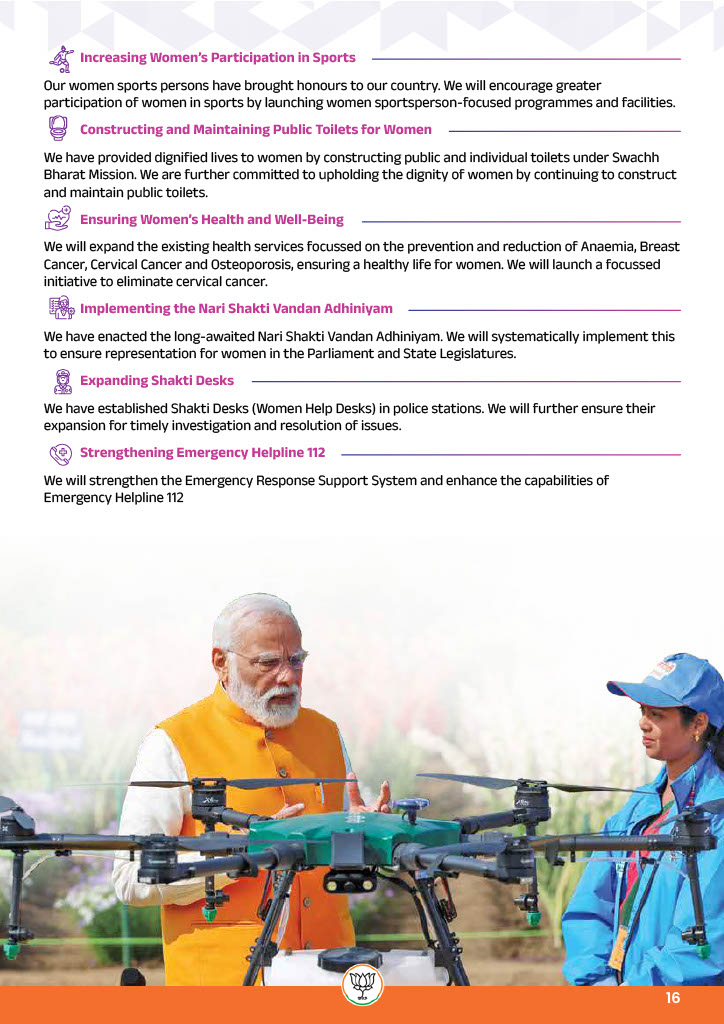 Increasing Women's Participation in Sports
Our women sports persons have brought honours to our country. We will encourage greater
participation of women in sports by launching women sportsperson-focused programmes and facilities.
Constructing and Maintaining Public Toilets for Women
We have provided dignified lives to women by constructing public and individual toilets under Swachh
Bharat Mission. We are further committed to upholding the dignity of women by continuing to construct
and maintain public toilets.
Ensuring Women's Health and Well-Being
We will expand the existing health services focussed on the prevention and reduction of Anaemia, Breast
Cancer, Cervical Cancer and Osteoporosis, ensuring a healthy life for women. We will launch a focussed
initiative to eliminate cervical cancer.
Implementing the Nari Shakti Vandan Adhiniyam
We have enacted the long-awaited Nari Shakti Vandan Adhiniyam. We will systematically implement this
to ensure representation for women in the Parliament and State Legislatures.
Expanding Shakti Desks
We have established Shakti Desks (Women Help Desks) in police stations. We will further ensure their
expansion for timely investigation and resolution of issues.
Strengthening Emergency Helpline 112
We will strengthen the Emergency Response Support System and enhance the capabilities of
Emergency Helpline 112
16